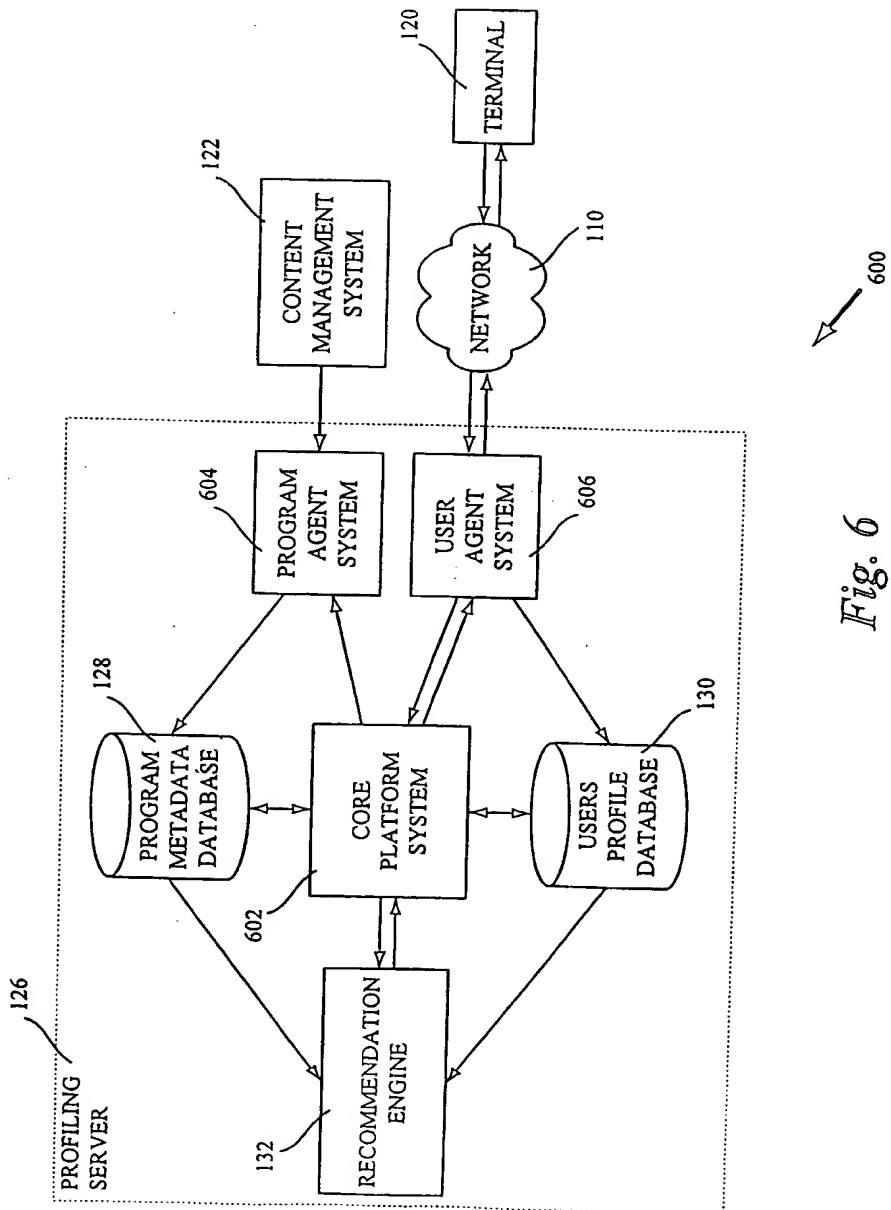 PROFILING
SERVER
126
RECOMMENDATION
ENGINE
132
PROGRAM
METADATA
DATABASE
128
CORE
PLATFORM
SYSTEM
602
USERS
PROFILE
DATABASE
130
PROGRAM
AGENT
SYSTEM
604
USER
AGENT
SYSTEM
606
CONTENT
MANAGEMENT
SYSTEM
122
NETWORK
110
TERMINAL
120
600
Fig. 6